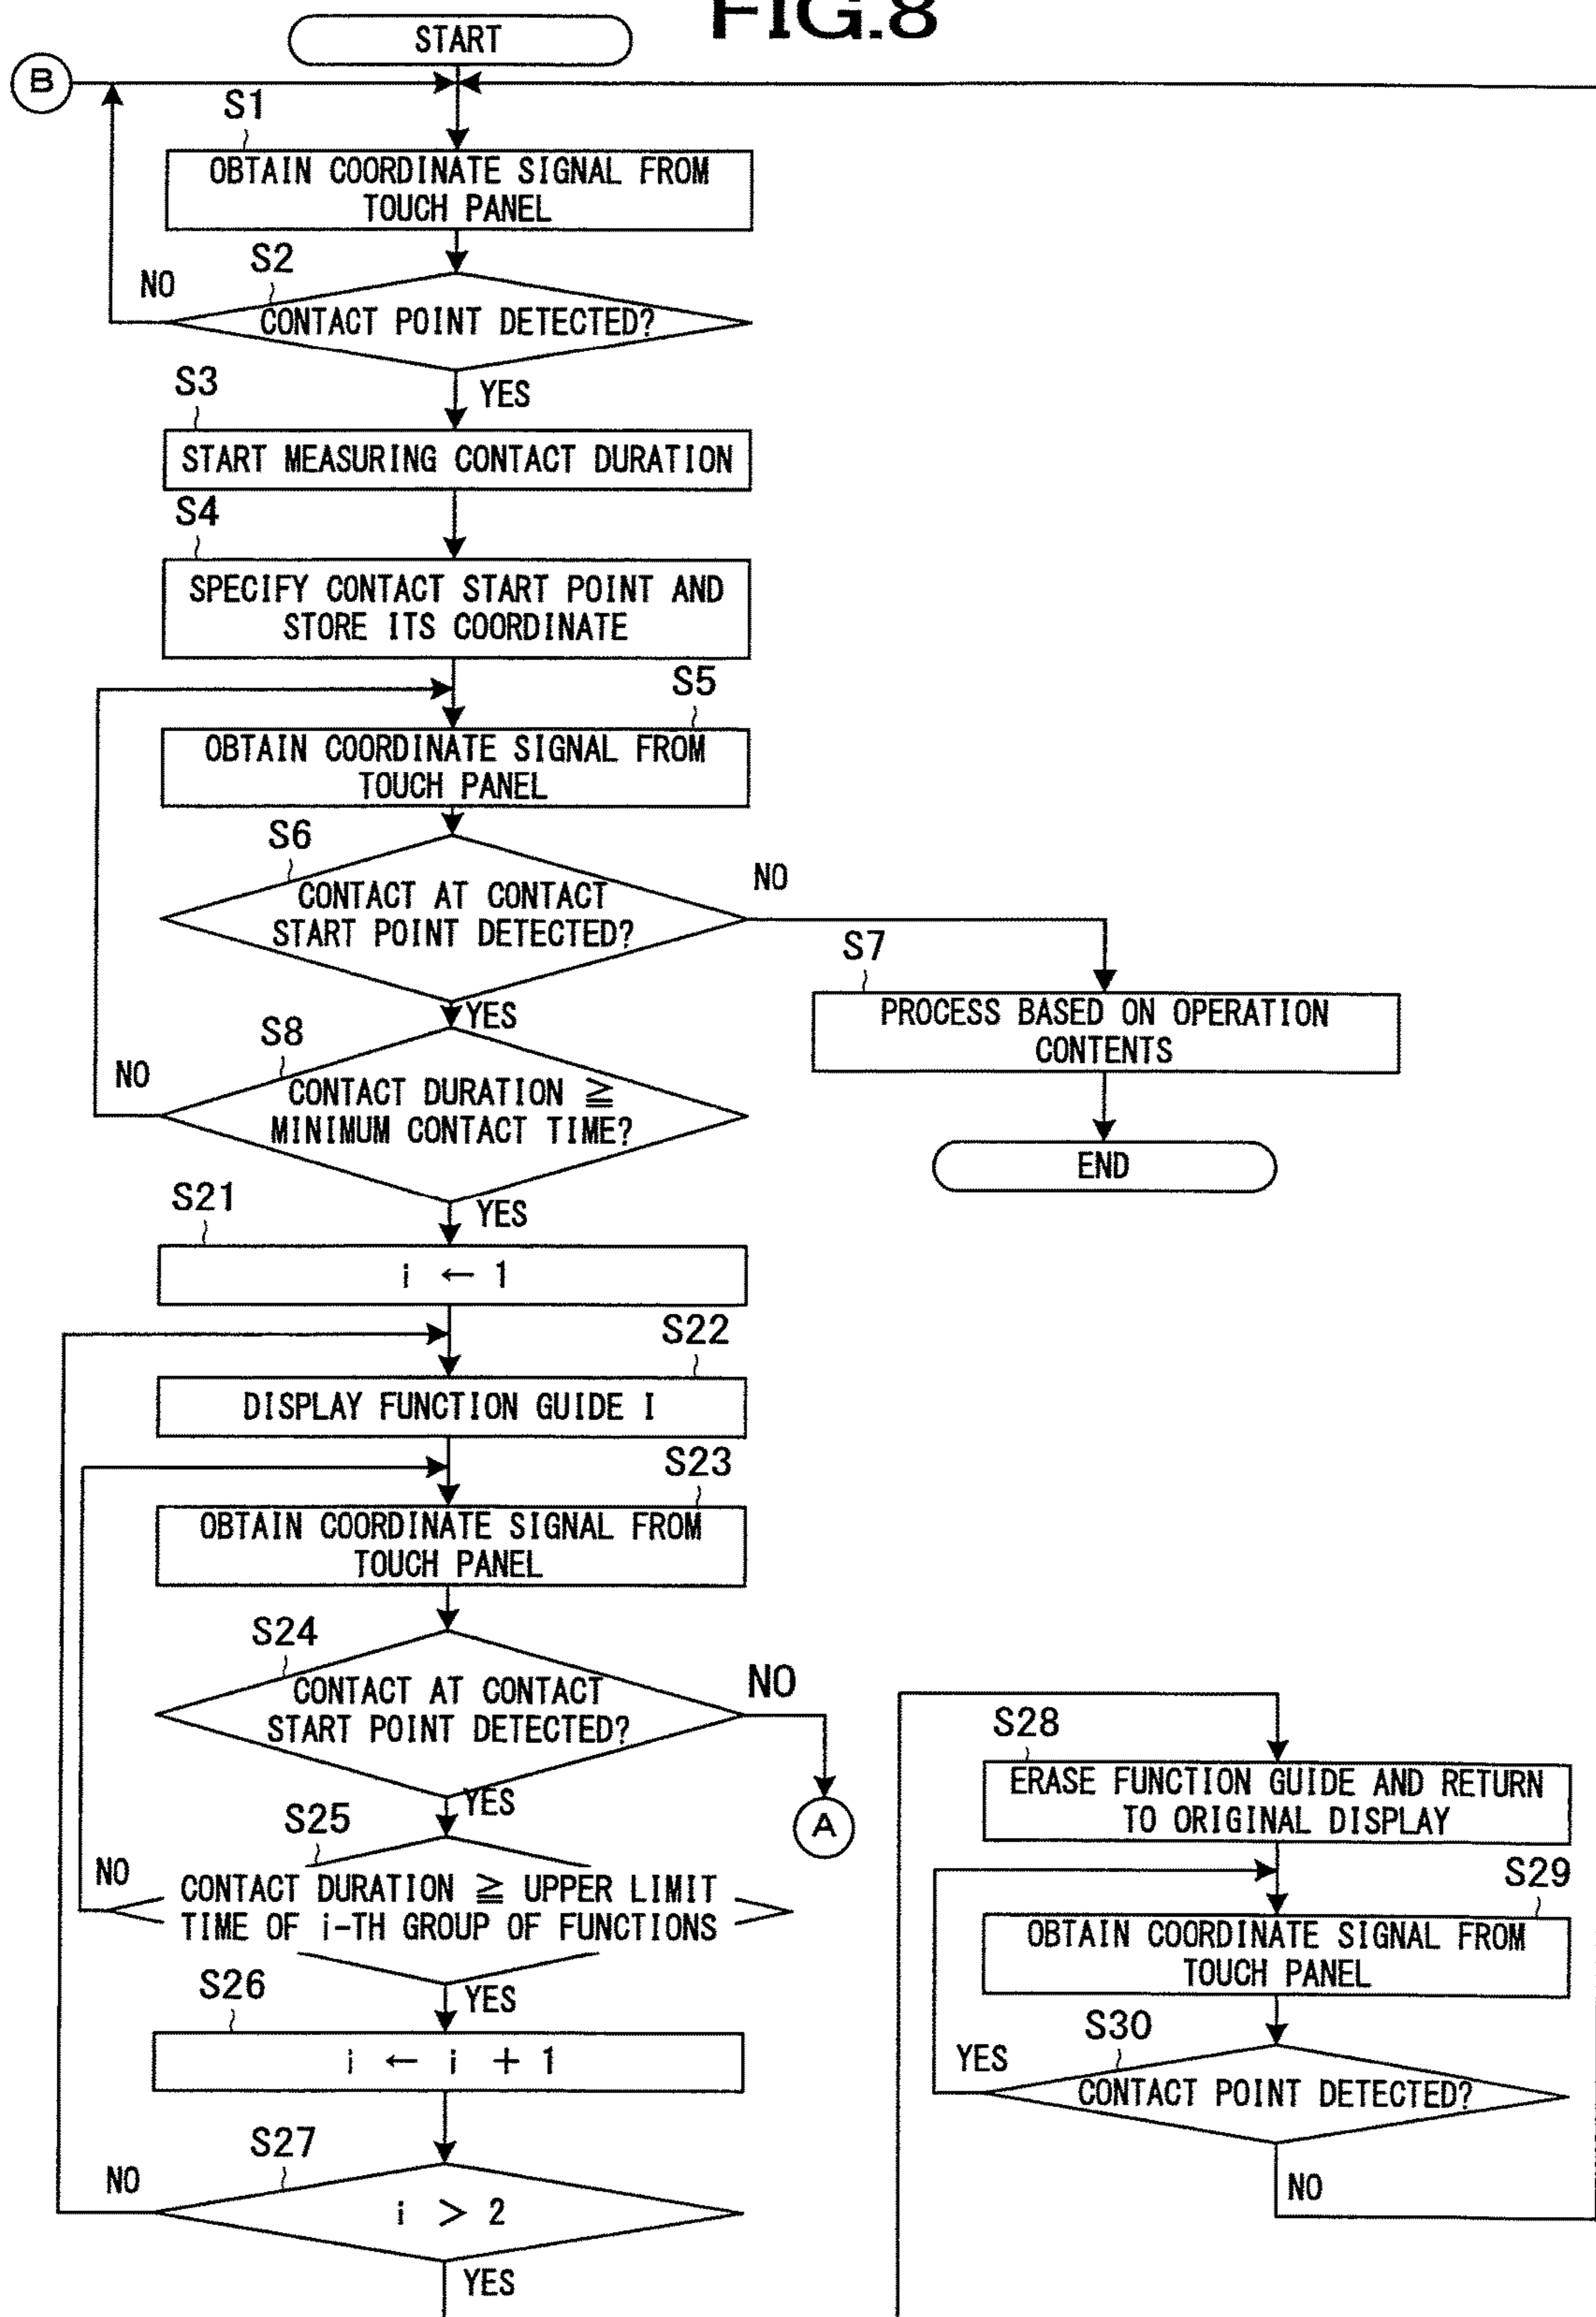 FIG.8
START
B
S1
OBTAIN COORDINATE SIGNAL FROM
TOUCH PANEL
S2
NO
CONTACT POINT DETECTED?
YES
S3
START MEASURING CONTACT DURATION
S4
SPECIFY CONTACT START POINT AND
STORE ITS COORDINATE
S5
OBTAIN COORDINATE SIGNAL FROM
TOUCH PANEL
S6
NO
CONTACT AT CONTACT
START POINT DETECTED?
YES
S7
PROCESS BASED ON OPERATION
CONTENTS
END
S8
NO
CONTACT DURATION ≧
MINIMUM CONTACT TIME?
YES
S21
i ← 1
S22
DISPLAY FUNCTION GUIDE I
S23
OBTAIN COORDINATE SIGNAL FROM
TOUCH PANEL
S24
NO
CONTACT AT CONTACT
START POINT DETECTED?
YES
A
S25
NO
CONTACT DURATION ≧ UPPER LIMIT
TIME OF i-TH GROUP OF FUNCTIONS
YES
S26
i ← i + 1
S27
NO
i > 2
YES
S28
ERASE FUNCTION GUIDE AND RETURN
TO ORIGINAL DISPLAY
S29
OBTAIN COORDINATE SIGNAL FROM
TOUCH PANEL
S30
YES
CONTACT POINT DETECTED?
NO